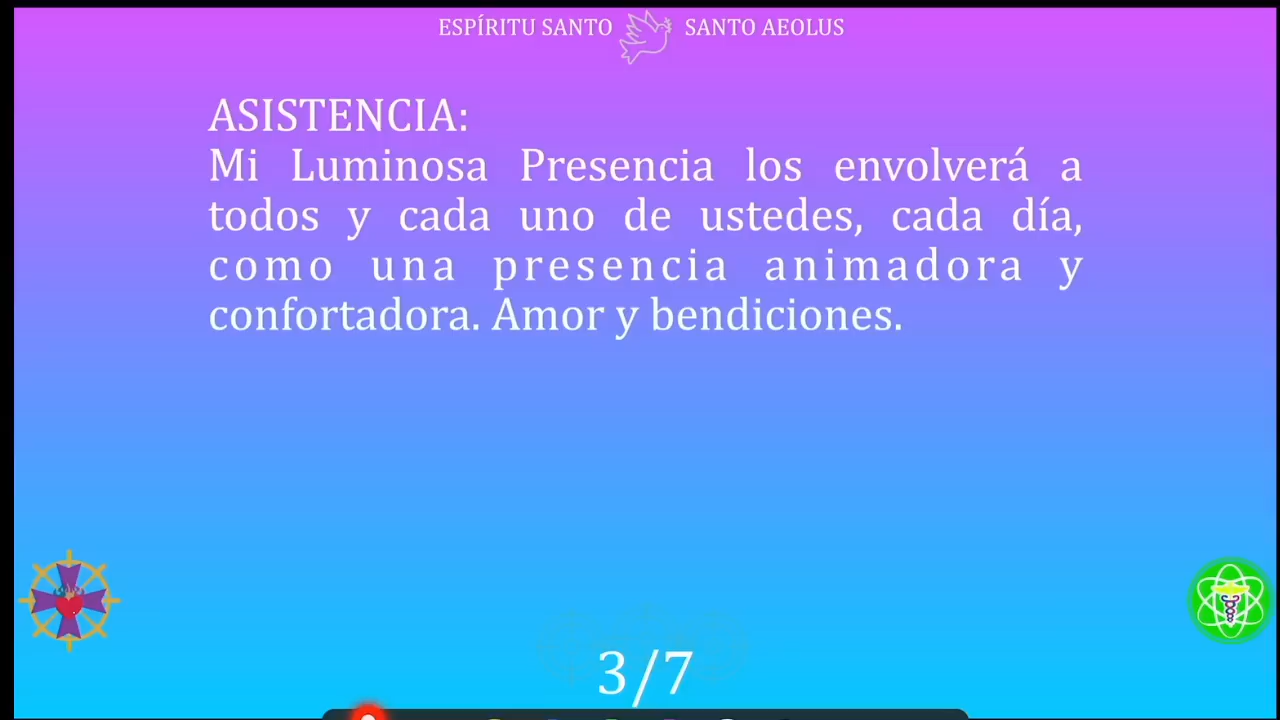 ESPÍRITU SANTO SANTO AEOLUS
ASISTENCIA:
Mi Luminosa Presencia los envolverá a
todos y cada uno de ustedes, cada día,
como una presencia animadora y
confortadora. Amor y bendiciones.
3/7